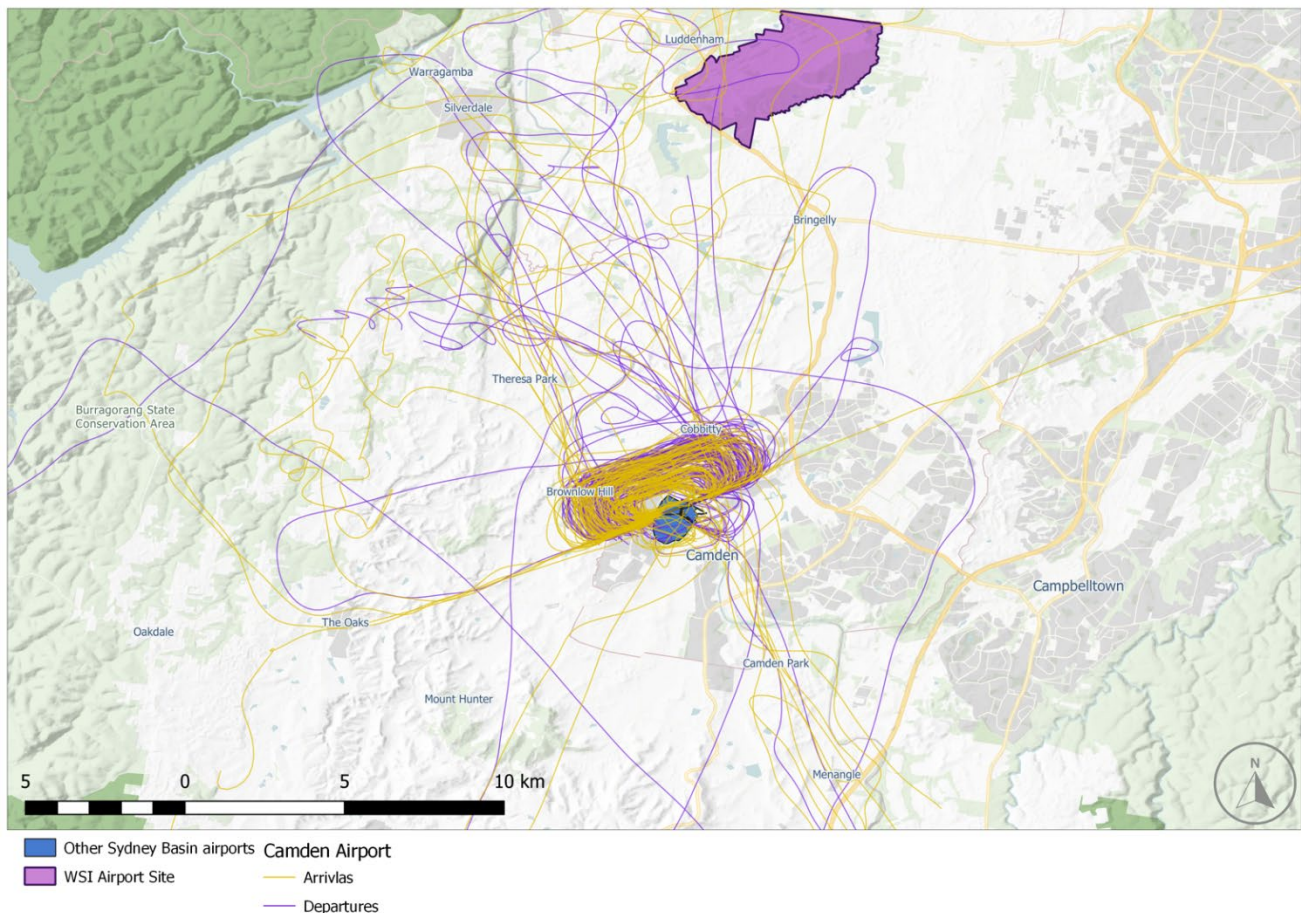 Luddenham
Warragamba
Silverdale
Bringelly
Theresa Park
Burragorang State
Conservation Area
Cobbitty
Brownlow Hill
Camden
Campbelltown
The Oaks
Oakdale
Camden Park
Mount Hunter
Menangle
N
5 0 5 10 km
Other Sydney Basin airports
WSI Airport Site
Camden Airport
Arrivlas
Departures